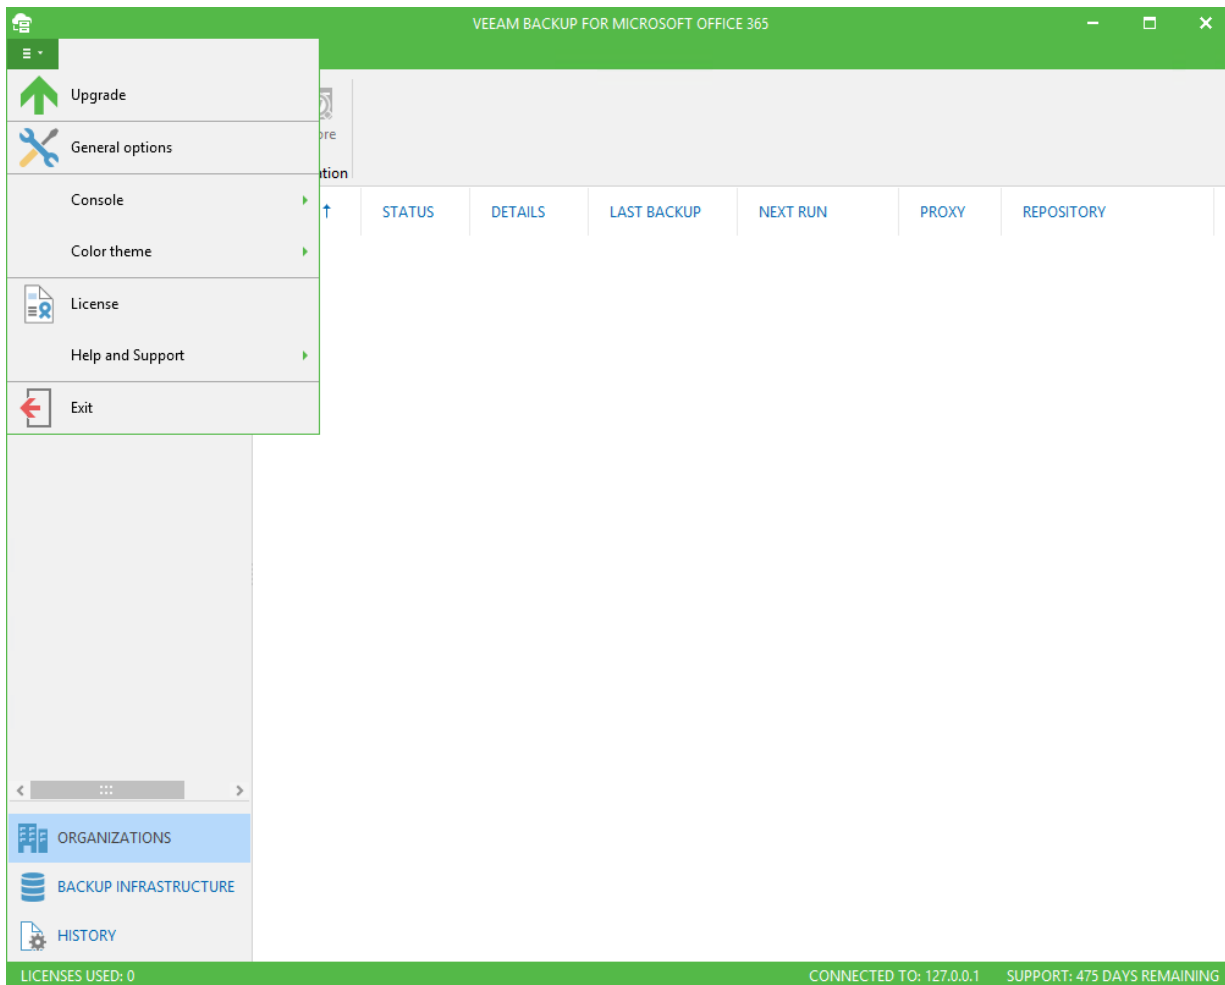 VEEAM BACKUP FOR MICROSOFT OFFICE 365
Upgrade
General options
Console
Color theme
License
Help and Support
Exit
ore
ation
STATUS DETAILS LAST BACKUP NEXT RUN PROXY REPOSITORY
ORGANIZATIONS
BACKUP INFRASTRUCTURE
HISTORY
LICENSES USED: 0 CONNECTED TO: 127.0.0.1 SUPPORT: 475 DAYS REMAINING